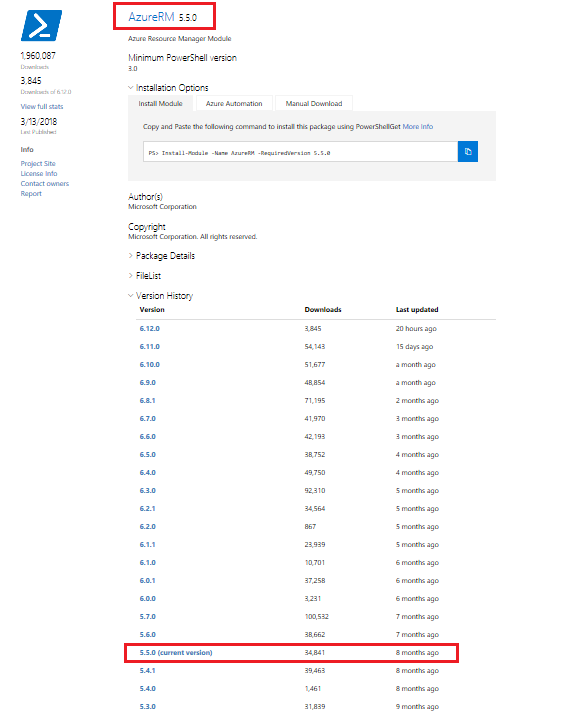 AzureRM 5.5.0
Azure Resource Manager Module
Minimum PowerShell version
3.0
Installation Options
Install Module Azure Automation Manual Download
Copy and Paste the following command to install this package using PowerShellGet More Info
PS> Install-Module -Name AzureRM -RequiredVersion 5.5.0
1,960,087
Downloads
3,845
Downloads of 6.12.0
View full stats
3/13/2018
Last Published
Info
Project Site
License Info
Contact owners
Report
Author(s)
Microsoft Corporation
Copyright
Microsoft Corporation. All rights reserved.
Package Details
FileList
Version History
Version Downloads Last updated
6.12.0 3,845 20 hours ago
6.11.0 54,143 15 days ago
6.10.0 51,677 a month ago
6.9.0 48,854 a month ago
6.8.1 71,195 2 months ago
6.7.0 41,970 3 months ago
6.6.0 42,193 3 months ago
6.5.0 38,752 4 months ago
6.4.0 49,750 4 months ago
6.3.0 92,310 5 months ago
6.2.1 34,564 5 months ago
6.2.0 867 5 months ago
6.1.1 23,939 5 months ago
6.1.0 10,701 6 months ago
6.0.1 37,258 6 months ago
6.0.0 3,231 6 months ago
5.7.0 100,532 7 months ago
5.6.0 38,662 7 months ago
5.5.0 (current version) 34,841 8 months ago
5.4.1 39,463 8 months ago
5.4.0 1,461 8 months ago
5.3.0 31,839 9 months ago